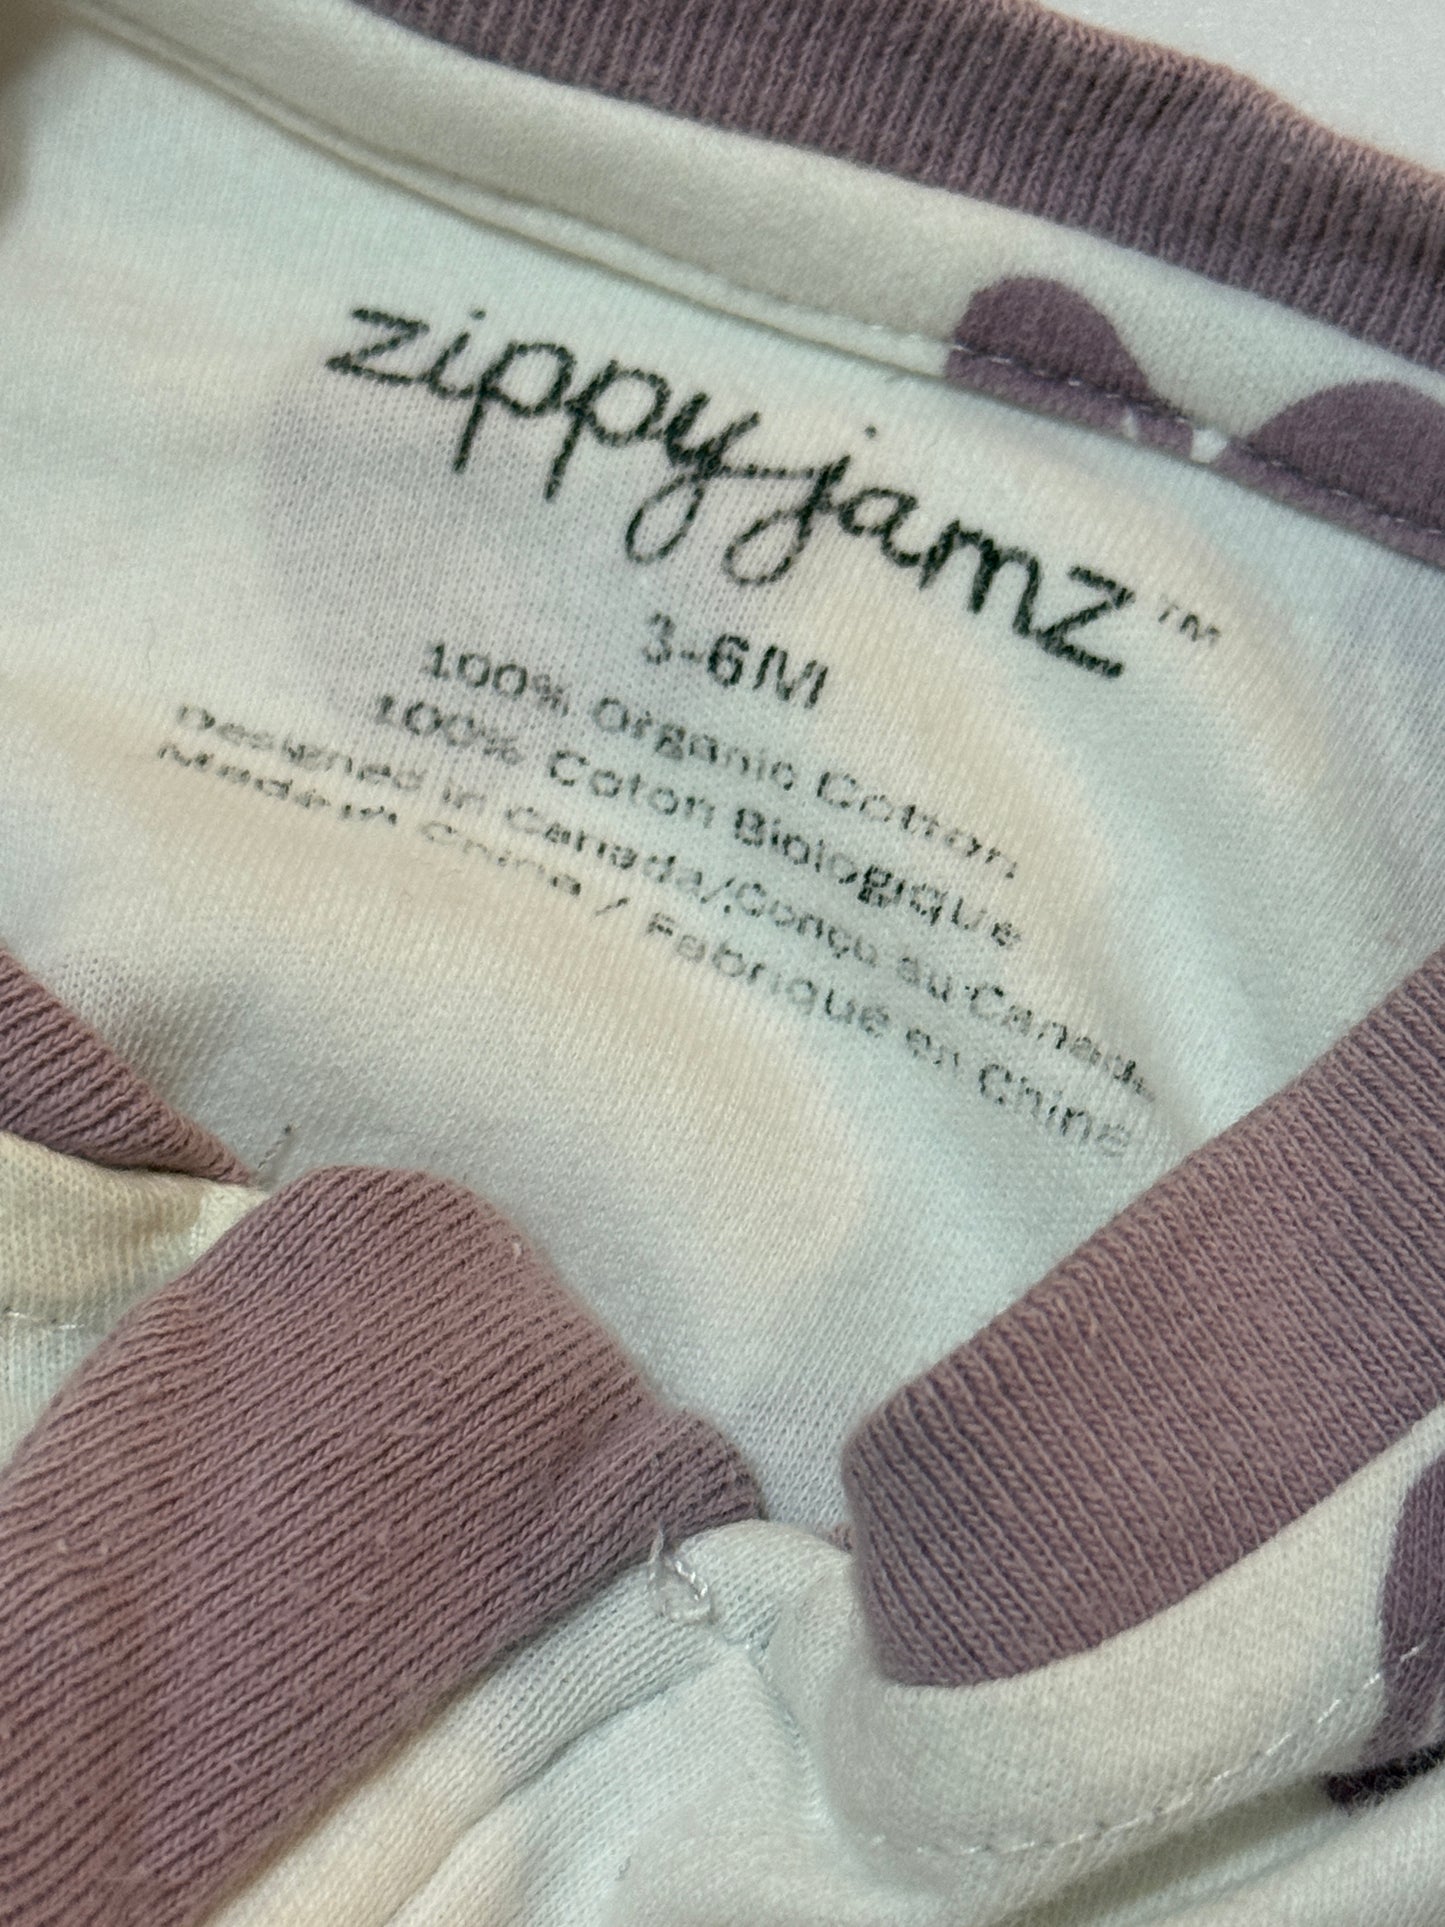 zippyjamz™
3-6M
100% Organic Cotton
100% Coton Biologique
Designed in Canada/Conçu au Canada
Made in China / Fabriqué en Chine